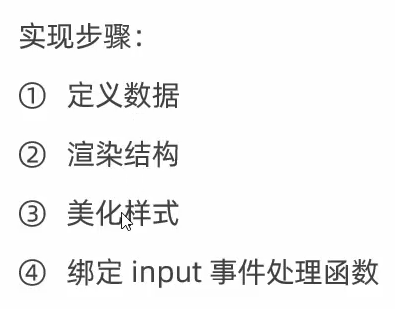 实现步骤：
① 定义数据
② 渲染结构
③ 美化样式
④ 绑定 input 事件处理函数